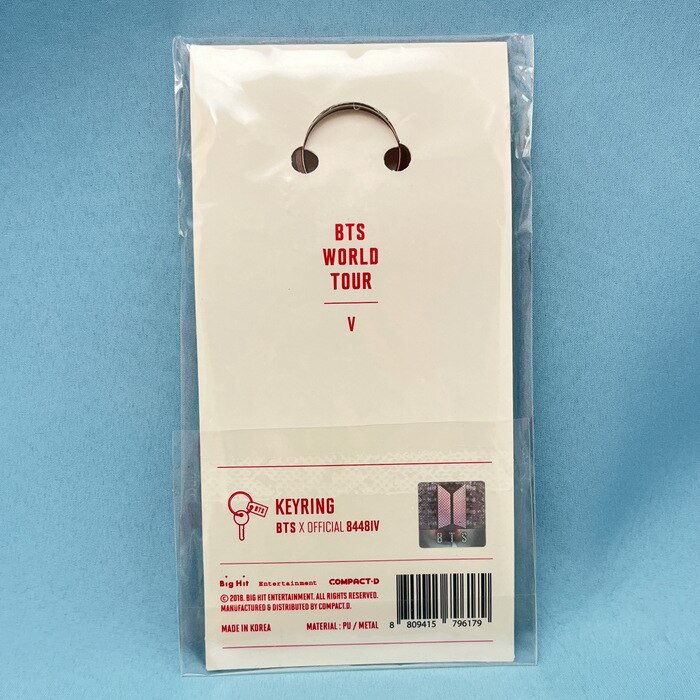 BTS
WORLD
TOUR
V
BTS
KEYRING
BTS X OFFICIAL 8448IV
BTS
Big Hit Entertainment COMPACT·D
© 2018. BIG HIT ENTERTAINMENT. ALL RIGHTS RESERVED.
MANUFACTURED & DISTRIBUTED BY COMPACT.D.
MADE IN KOREA MATERIAL : PU / METAL
8 809415 796179